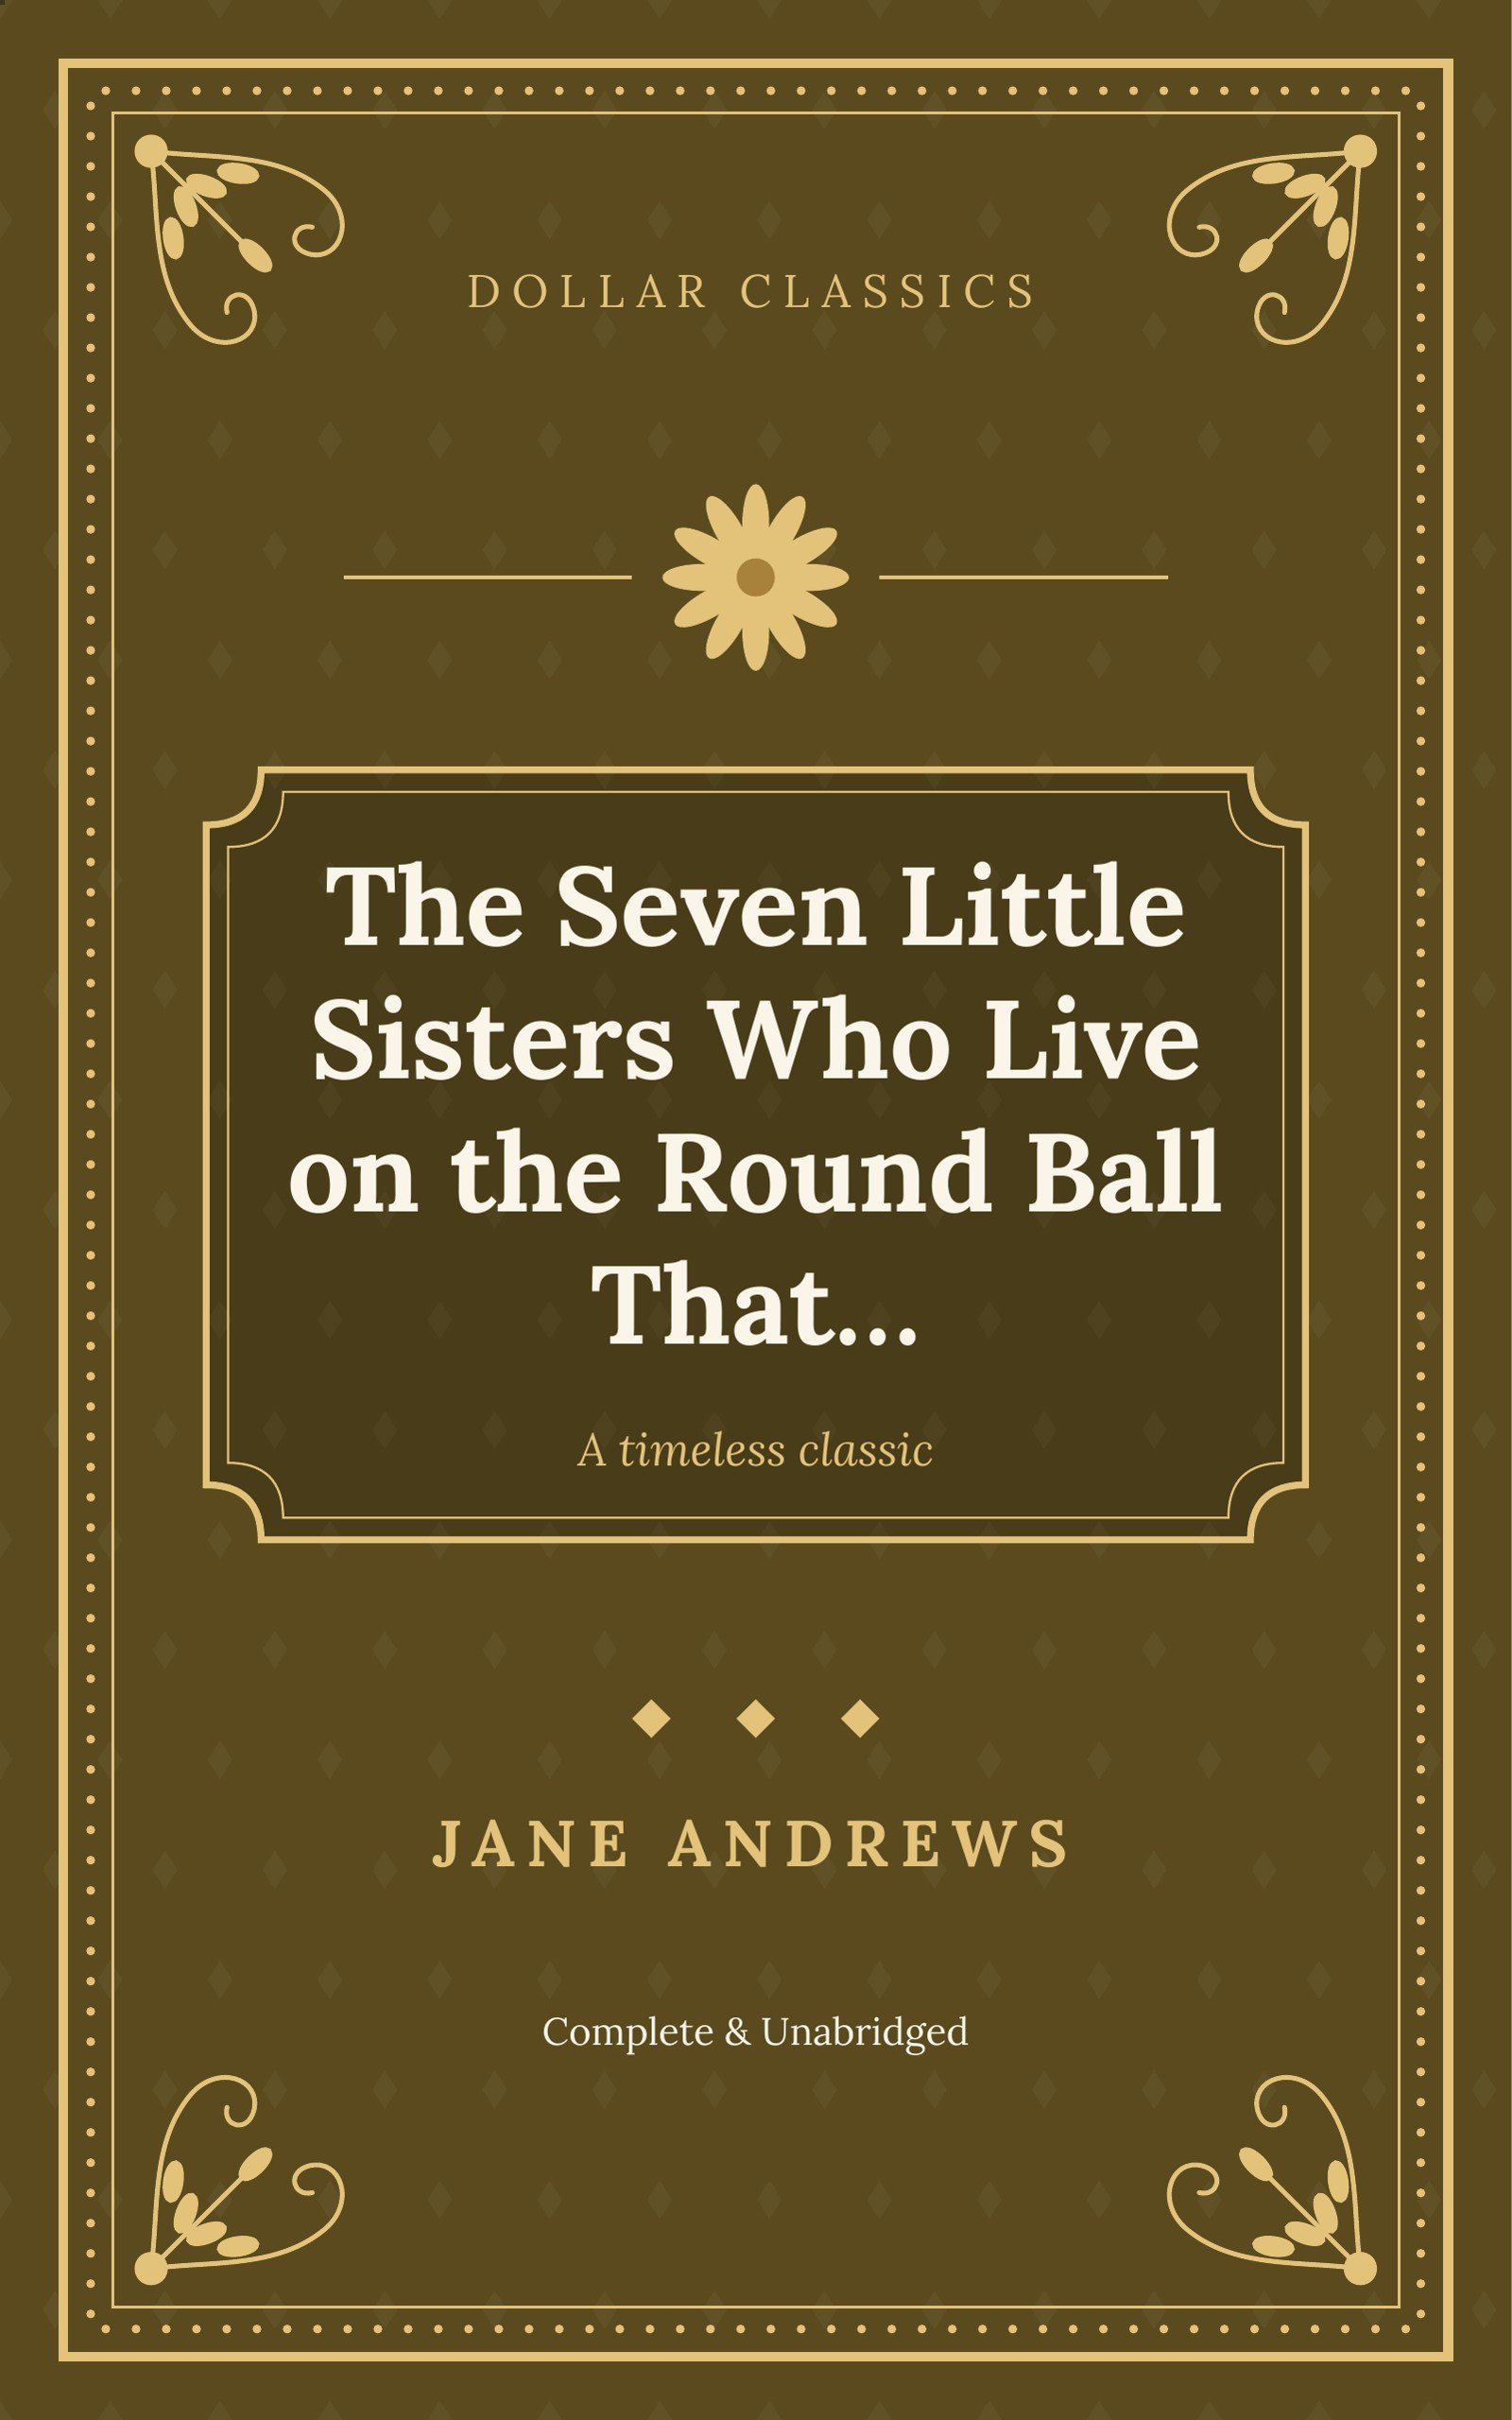 DOLLAR CLASSICS
The Seven Little
Sisters Who Live
on the Round Ball
That...
A timeless classic
JANE ANDREWS
Complete & Unabridged